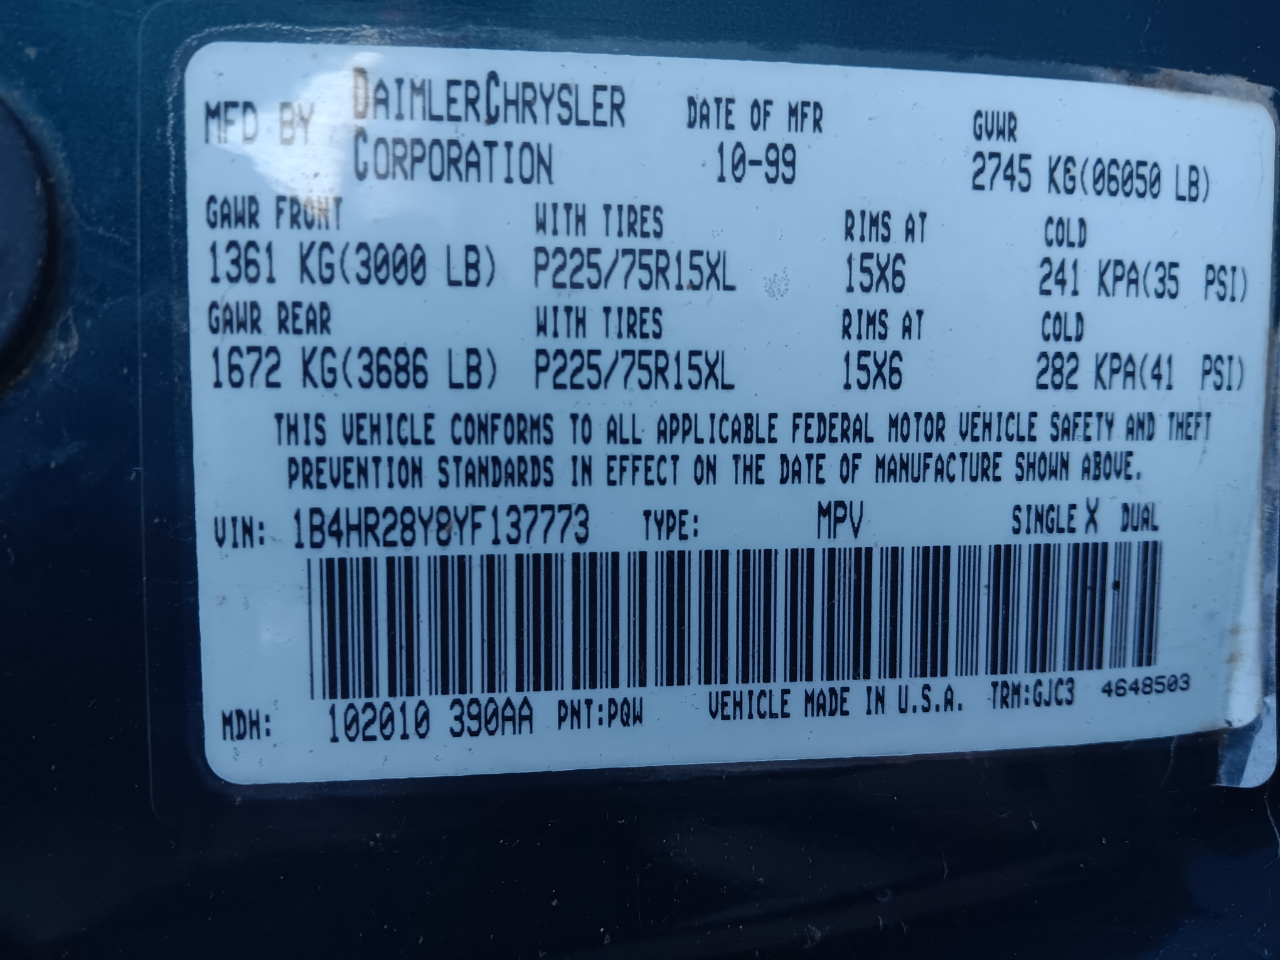 MFD BY DAIMLERCHRYSLER CORPORATION DATE OF MFR 10-99 GVWR 2745 KG(06050 LB)
GAWR FRONT WITH TIRES RIMS AT COLD
1361 KG(3000 LB) P225/75R15XL 15X6 241 KPA(35 PSI)
GAWR REAR WITH TIRES RIMS AT COLD
1672 KG(3686 LB) P225/75R15XL 15X6 282 KPA(41 PSI)
THIS VEHICLE CONFORMS TO ALL APPLICABLE FEDERAL MOTOR VEHICLE SAFETY AND THEFT
PREVENTION STANDARDS IN EFFECT ON THE DATE OF MANUFACTURE SHOWN ABOVE.
VIN: 1B4HR28Y8YF137773 TYPE: MPV SINGLE X DUAL
MDH: 102010 390AA PNT:PQW VEHICLE MADE IN U.S.A. TRM:GJC3 4648503